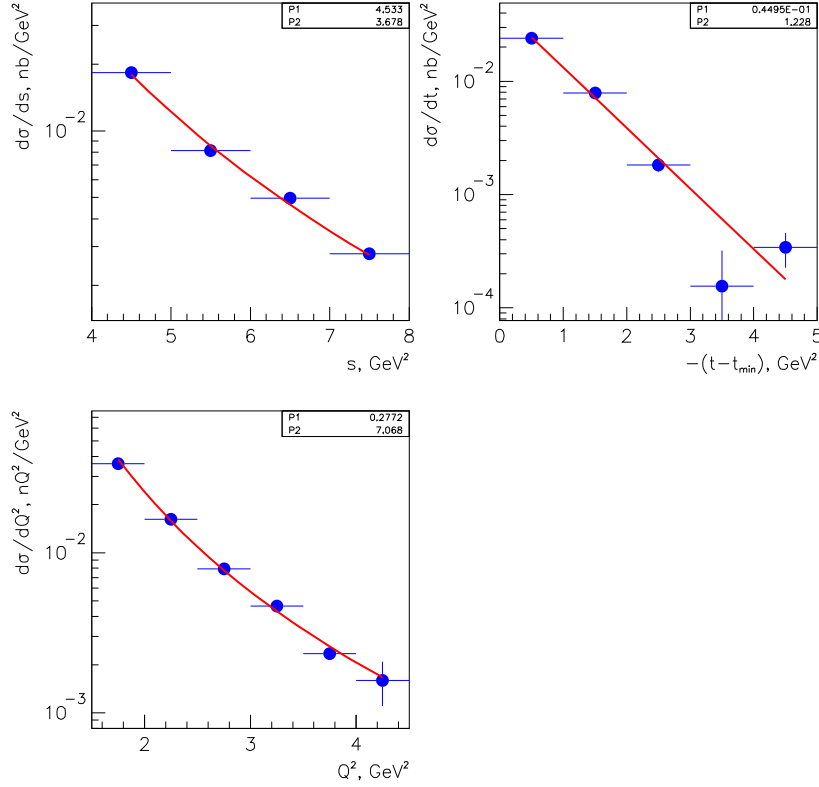 P1 4.533
P2 3.678
dσ/ds, nb/GeV²
10⁻²
4 5 6 7 8
s, GeV²
P1 0.4495E-01
P2 1.228
dσ/dt, nb/GeV²
10⁻²
10⁻³
10⁻⁴
0 1 2 3 4 5
−(t−tₘᵢₙ), GeV²
P1 0.2772
P2 7.068
dσ/dQ², nQ²/GeV²
10⁻²
10⁻³
2 3 4
Q², GeV²